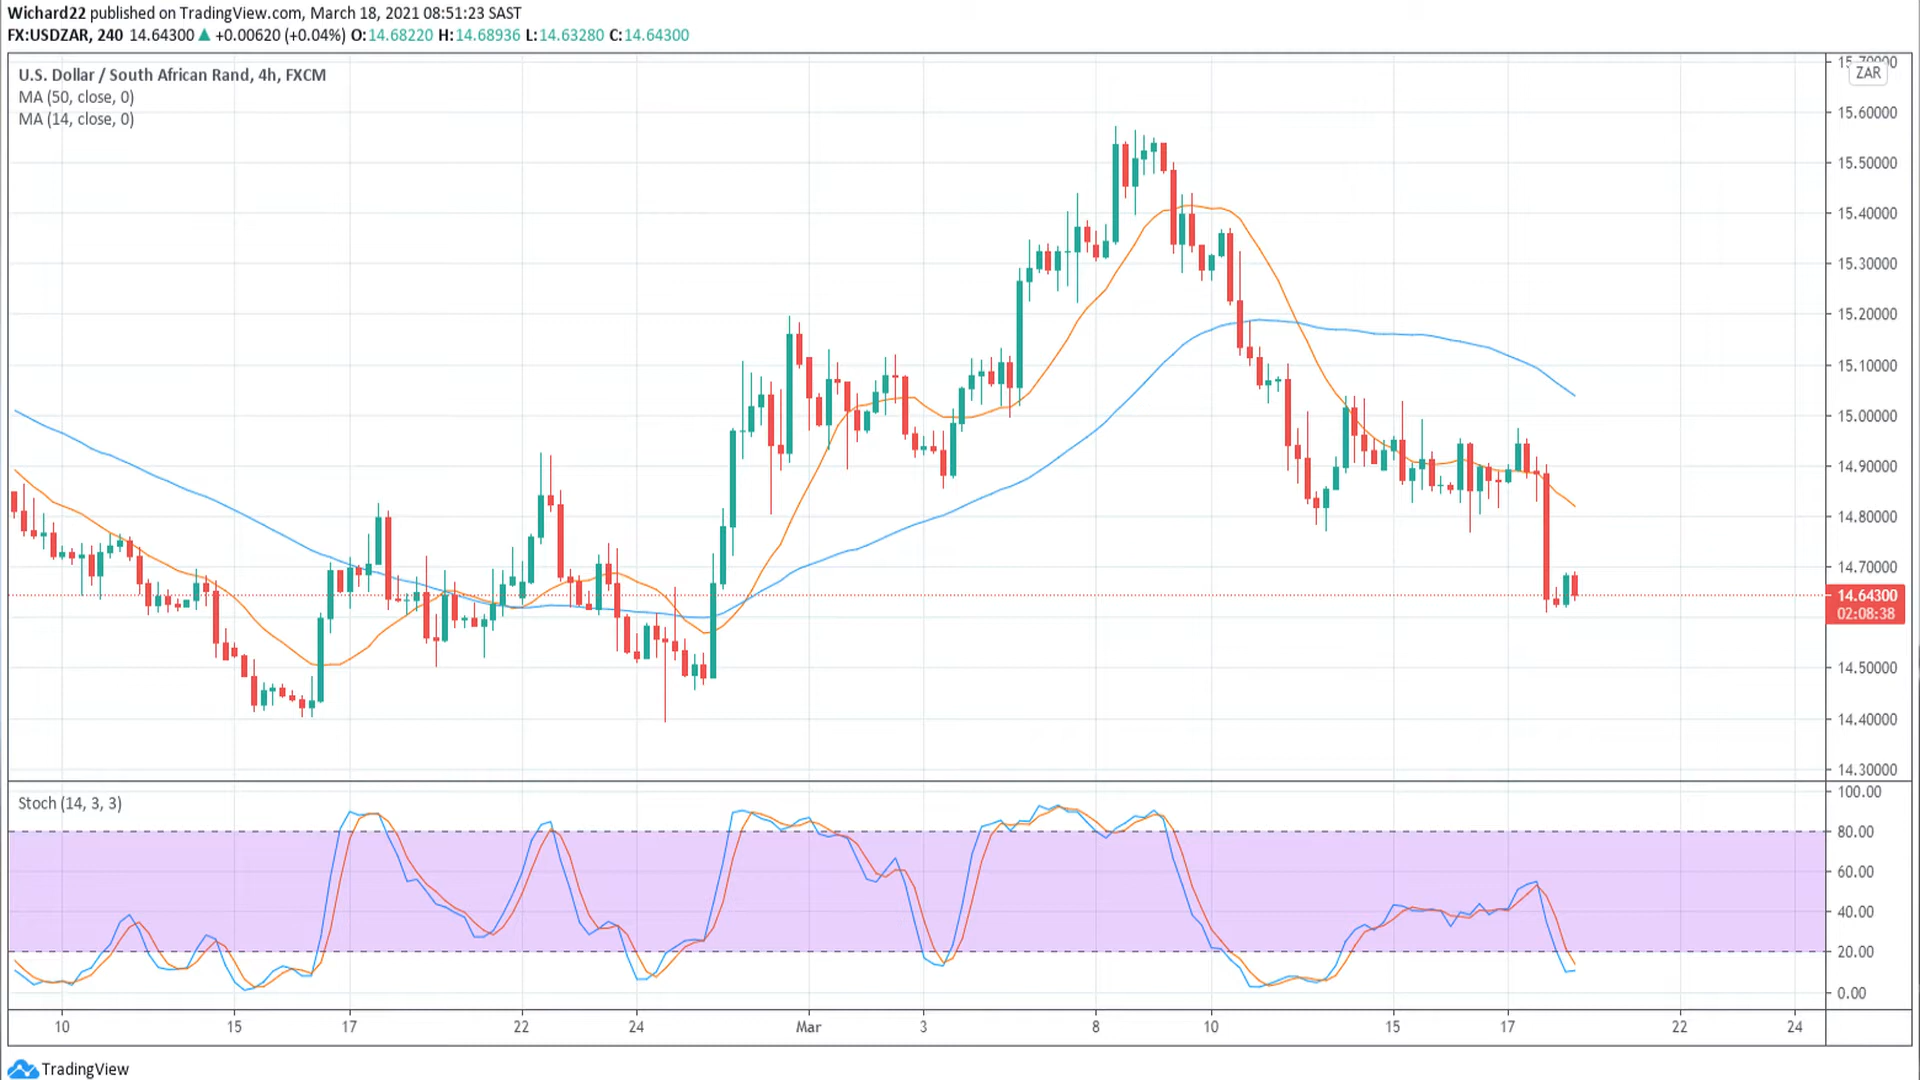 Wichard22 published on TradingView.com, March 18, 2021 08:51:23 SAST
FX:USDZAR, 240 14.64300 ▲ +0.00620 (+0.04%) O:14.68220 H:14.68936 L:14.63280 C:14.64300
U.S. Dollar / South African Rand, 4h, FXCM
MA (50, close, 0)
MA (14, close, 0)
15.70000
ZAR
15.60000
15.50000
15.40000
15.30000
15.20000
15.10000
15.00000
14.90000
14.80000
14.70000
14.64300
02:08:38
14.50000
14.40000
14.30000
Stoch (14, 3, 3)
100.00
80.00
60.00
40.00
20.00
0.00
10 15 17 22 24 Mar 3 8 10 15 17 22 24
TradingView